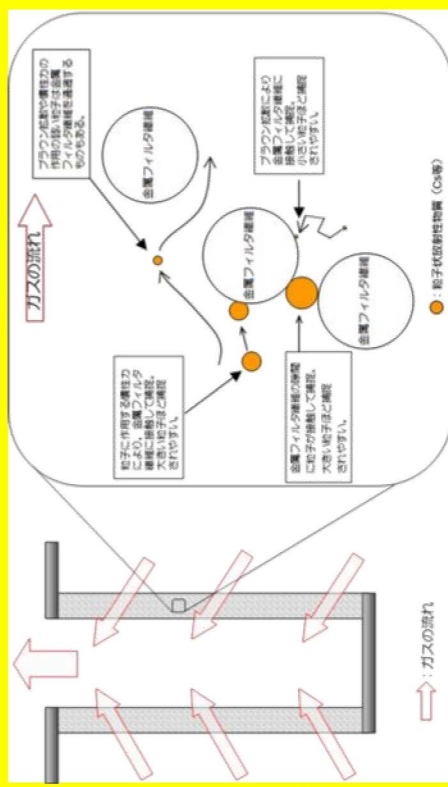 ガスの流れ
ブラウン拡散や慣性力の
作用の弱い粒子は金属
フィルタ繊維を通過する
ものもある。
金属フィルタ繊維
粒子に作用する慣性力
により、金属フィルタ
繊維に接触して捕捉。
大きい粒子ほど捕捉
されやすい。
金属フィルタ繊維
ブラウン拡散により
金属フィルタ繊維に
接触して捕捉。
小さい粒子ほど捕捉
されやすい。
金属フィルタ繊維の隙間
に粒子が接触して捕捉。
大きい粒子ほど捕捉
されやすい。
金属フィルタ繊維
:粒子状放射性物質(Cs等)
:ガスの流れ